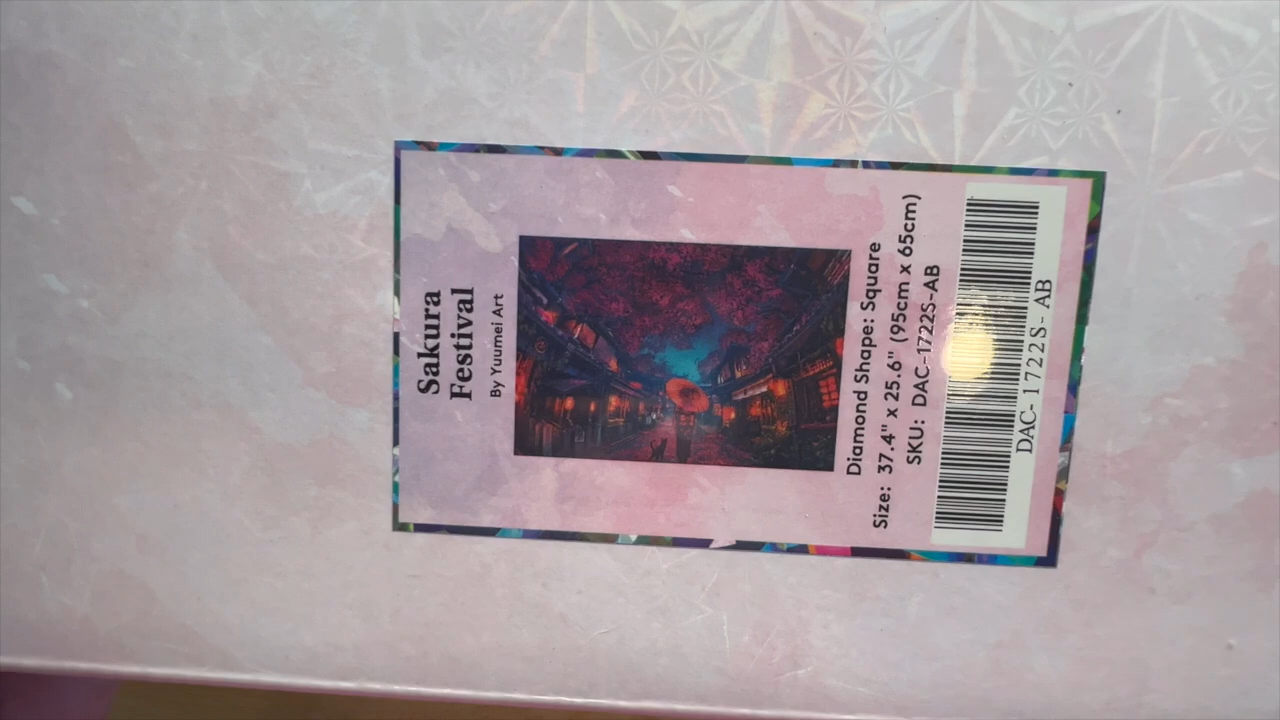 Sakura
Festival
By Yuumei Art
Diamond Shape: Square
Size: 37.4" x 25.6" (95cm x 65cm)
SKU: DAC-1722S-AB
DAC- 1722S- AB